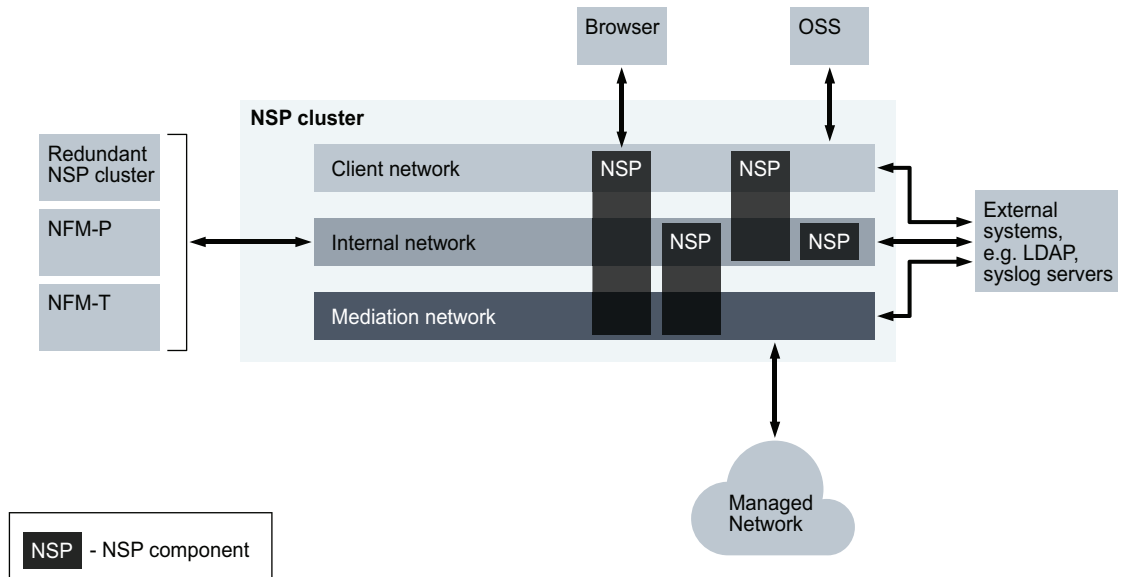 Browser
OSS
NSP cluster
Redundant
NSP cluster
NFM-P
NFM-T
Client network
NSP
NSP
Internal network
NSP
NSP
Mediation network
External
systems,
e.g. LDAP,
syslog servers
Managed
Network
NSP - NSP component